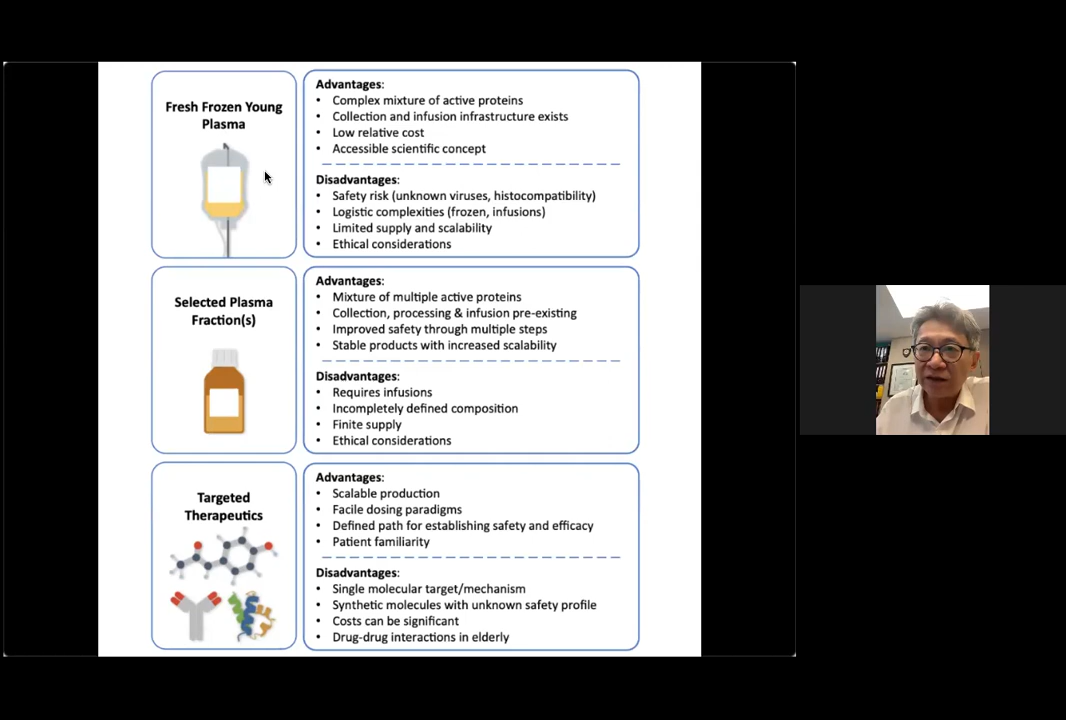 Fresh Frozen Young
Plasma
Advantages:
• Complex mixture of active proteins
• Collection and infusion infrastructure exists
• Low relative cost
• Accessible scientific concept
Disadvantages:
• Safety risk (unknown viruses, histocompatibility)
• Logistic complexities (frozen, infusions)
• Limited supply and scalability
• Ethical considerations
Selected Plasma
Fraction(s)
Advantages:
• Mixture of multiple active proteins
• Collection, processing & infusion pre-existing
• Improved safety through multiple steps
• Stable products with increased scalability
Disadvantages:
• Requires infusions
• Incompletely defined composition
• Finite supply
• Ethical considerations
Targeted
Therapeutics
Advantages:
• Scalable production
• Facile dosing paradigms
• Defined path for establishing safety and efficacy
• Patient familiarity
Disadvantages:
• Single molecular target/mechanism
• Synthetic molecules with unknown safety profile
• Costs can be significant
• Drug-drug interactions in elderly